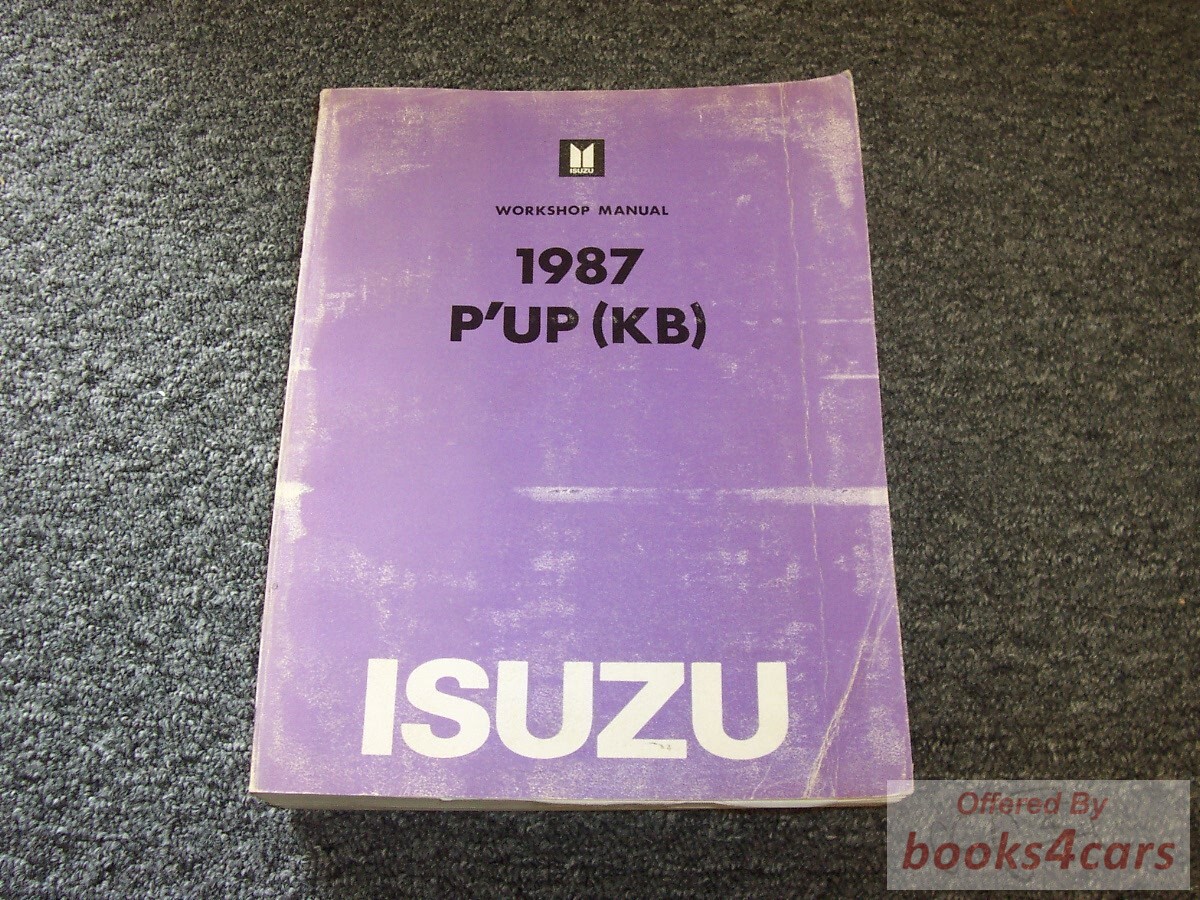 ISUZU
WORKSHOP MANUAL
1987
P'UP (KB)
ISUZU
Offered By
books4cars